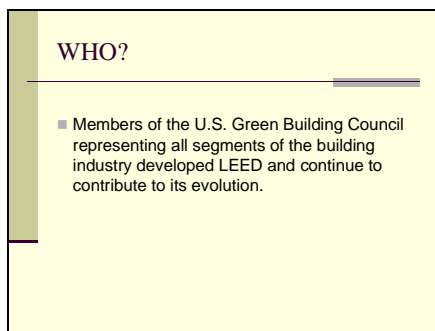 WHO?
Members of the U.S. Green Building Council
representing all segments of the building
industry developed LEED and continue to
contribute to its evolution.